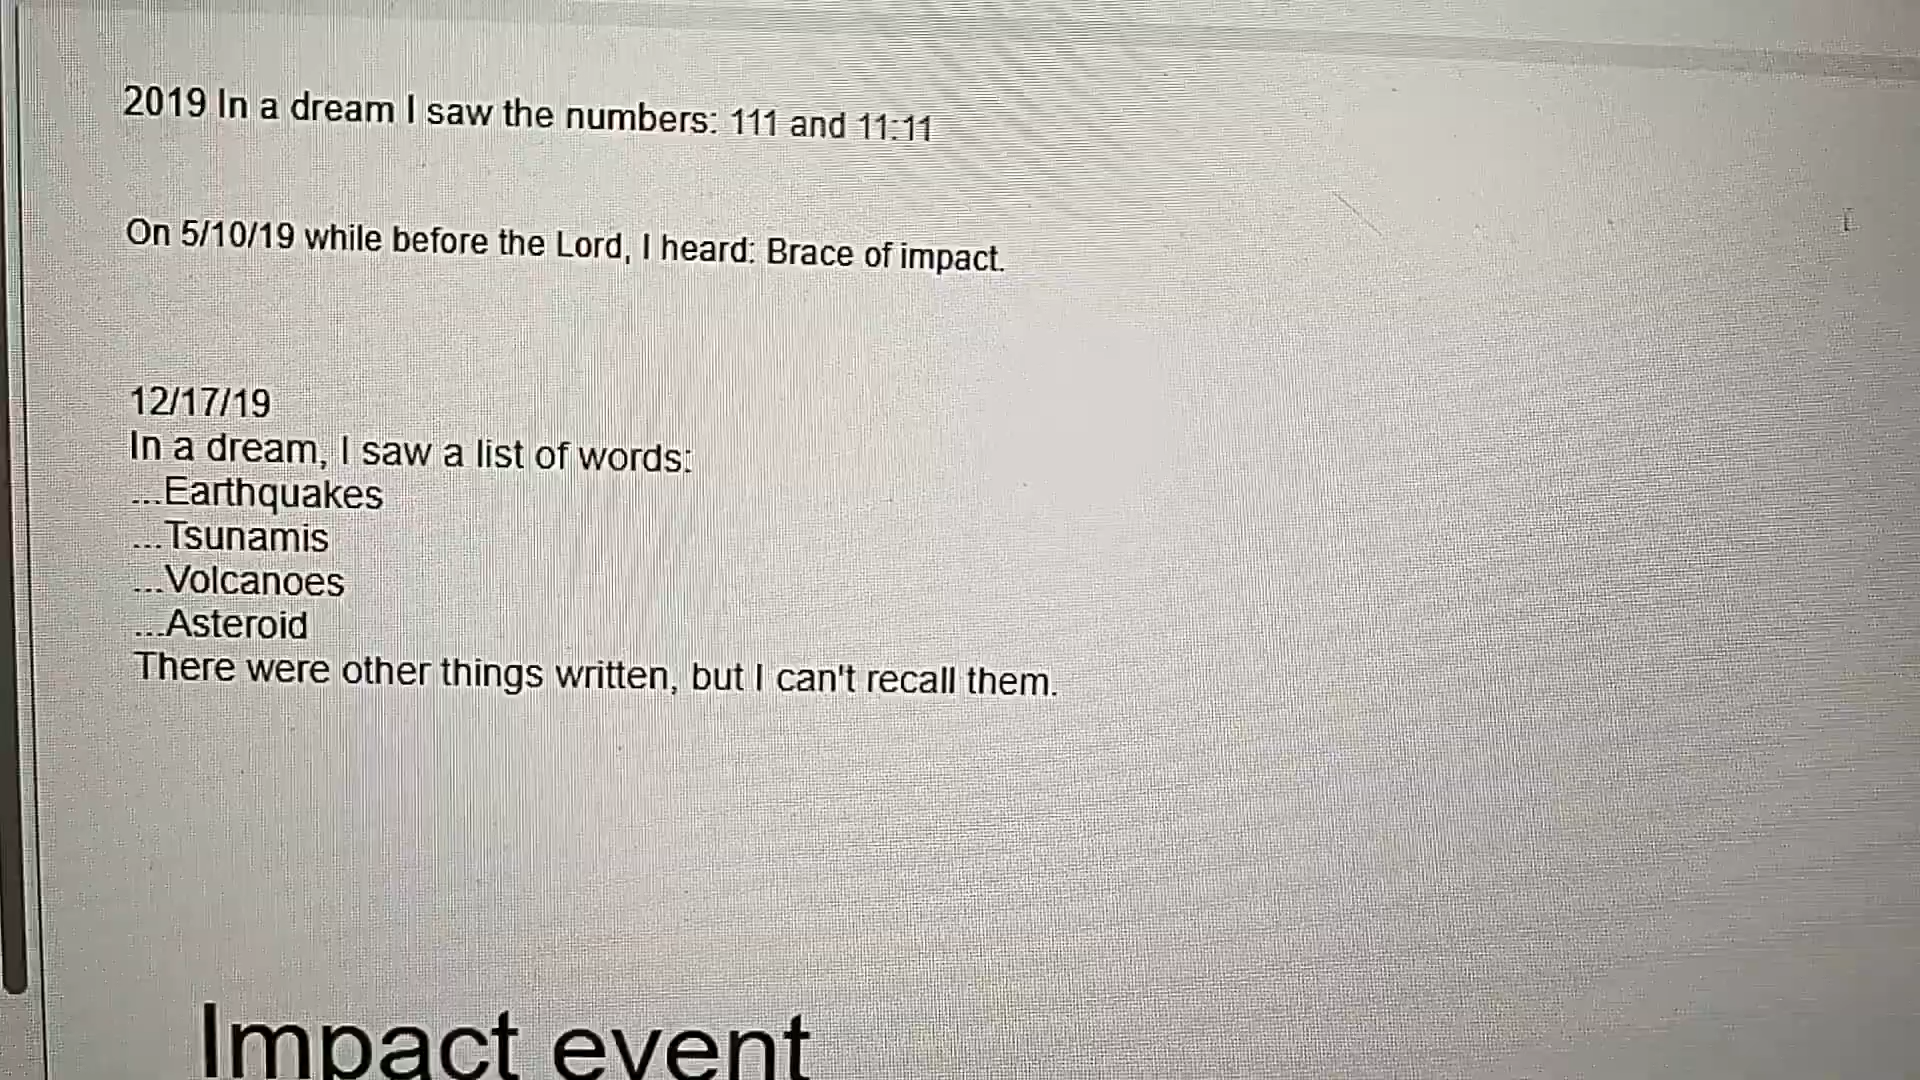 2019 In a dream I saw the numbers: 111 and 11:11
On 5/10/19 while before the Lord, I heard: Brace of impact.
12/17/19
In a dream, I saw a list of words:
...Earthquakes
...Tsunamis
...Volcanoes
...Asteroid
There were other things written, but I can't recall them.
Impact event